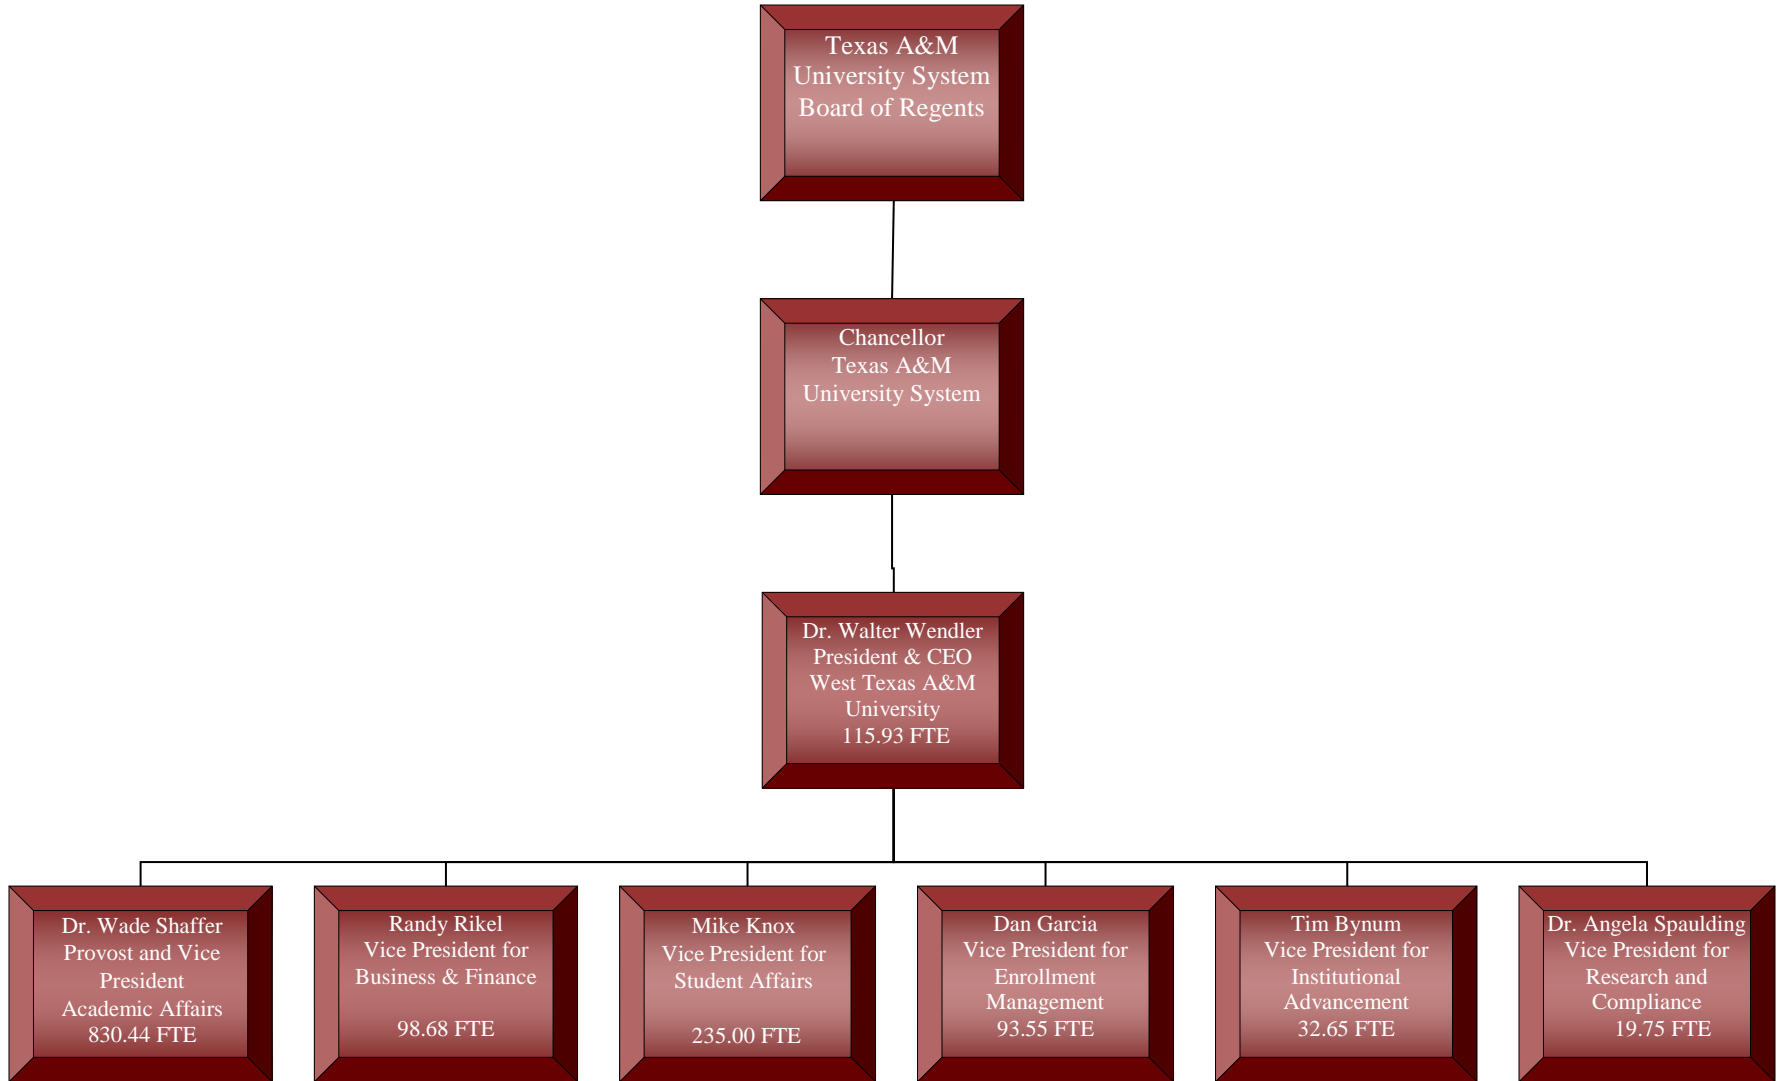 Texas A&M
University System
Board of Regents
Chancellor
Texas A&M
University System
Dr. Walter Wendler
President & CEO
West Texas A&M
University
115.93 FTE
Dr. Wade Shaffer
Provost and Vice
President
Academic Affairs
830.44 FTE
Randy Rikel
Vice President for
Business & Finance
98.68 FTE
Mike Knox
Vice President for
Student Affairs
235.00 FTE
Dan Garcia
Vice President for
Enrollment
Management
93.55 FTE
Tim Bynum
Vice President for
Institutional
Advancement
32.65 FTE
Dr. Angela Spaulding
Vice President for
Research and
Compliance
19.75 FTE